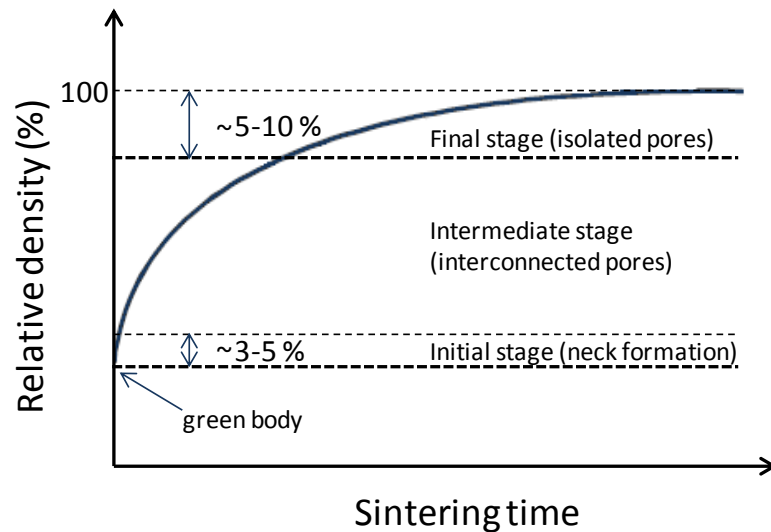 Relative density (%)
100
~5-10 %
Final stage (isolated pores)
Intermediate stage
(interconnected pores)
~3-5 %
Initial stage (neck formation)
green body
Sintering time